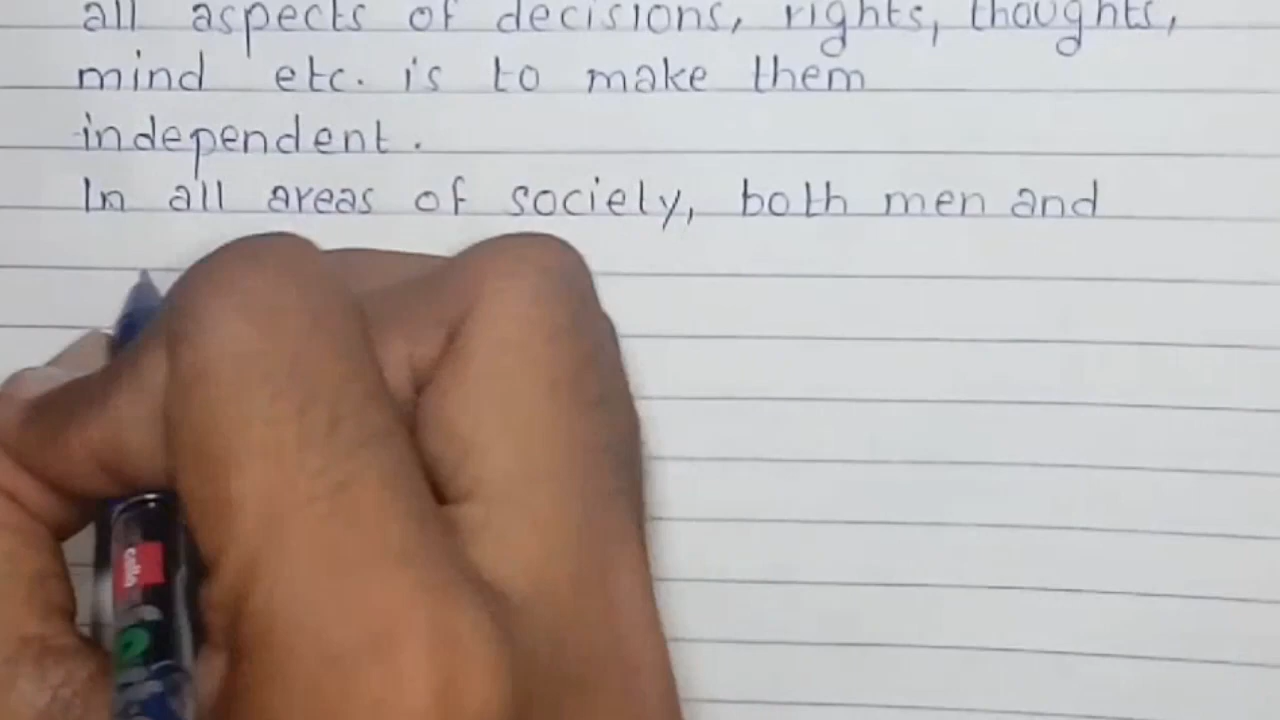 all aspects of decisions, rights, thoughts,
mind etc. is to make them
independent.
In all areas of society, both men and
cello